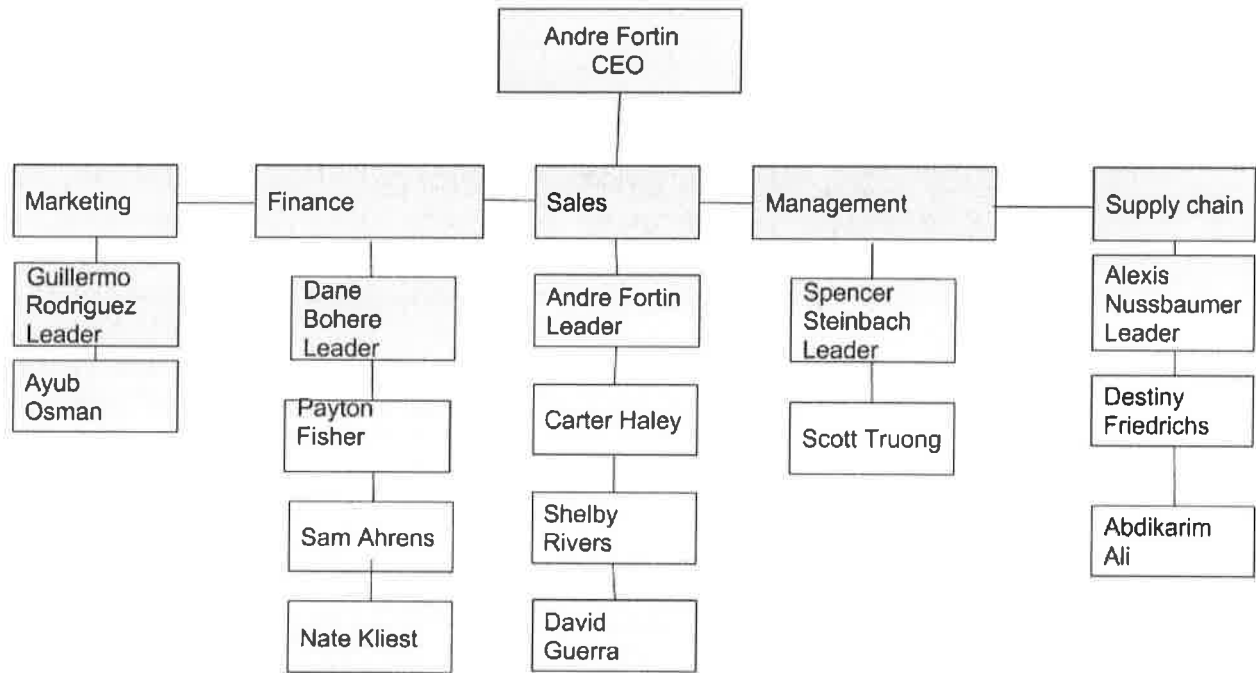 Andre Fortin
CEO
Marketing
Finance
Sales
Management
Supply chain
Guillermo
Rodriguez
Leader
Ayub
Osman
Dane
Bohere
Leader
Payton
Fisher
Sam Ahrens
Nate Kliest
Andre Fortin
Leader
Carter Haley
Shelby
Rivers
David
Guerra
Spencer
Steinbach
Leader
Scott Truong
Alexis
Nussbaumer
Leader
Destiny
Friedrichs
Abdikarim
Ali